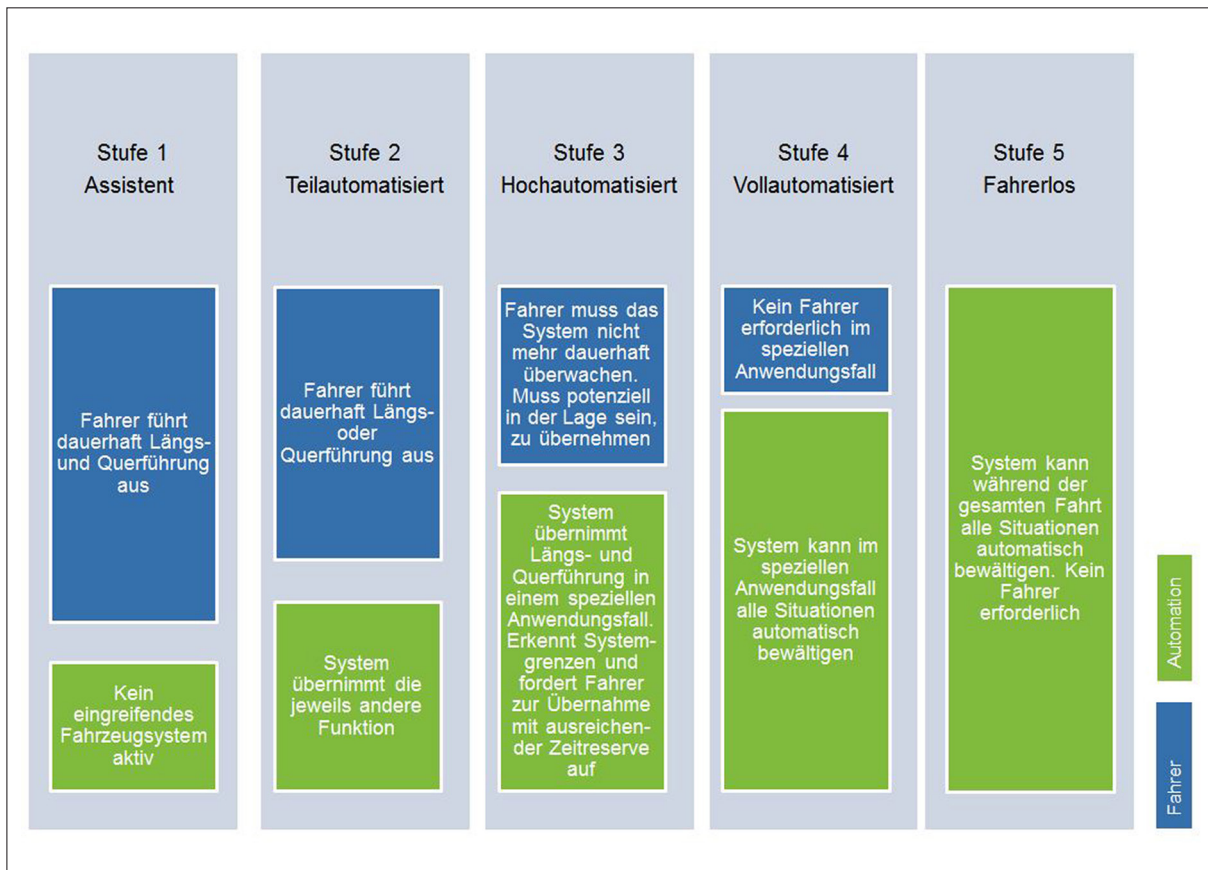 Stufe 1
Assistent
Fahrer führt
dauerhaft Längs-
und Querführung
aus
Kein
eingreifendes
Fahrzeugsystem
aktiv
Stufe 2
Teilautomatisiert
Fahrer führt
dauerhaft Längs-
oder
Querführung aus
System
übernimmt die
jeweils andere
Funktion
Stufe 3
Hochautomatisiert
Fahrer muss das
System nicht
mehr dauerhaft
überwachen.
Muss potenziell
in der Lage sein,
zu übernehmen
System
übernimmt
Längs- und
Querführung in
einem speziellen
Anwendungsfall.
Erkennt System-
grenzen und
fordert Fahrer
zur Übernahme
mit ausreichen-
der Zeitreserve
auf
Stufe 4
Vollautomatisiert
Kein Fahrer
erforderlich im
speziellen
Anwendungsfall
System kann im
speziellen
Anwendungsfall
alle Situationen
automatisch
bewältigen
Stufe 5
Fahrerlos
System kann
während der
gesamten Fahrt
alle Situationen
automatisch
bewältigen. Kein
Fahrer
erforderlich
Automation
Fahrer